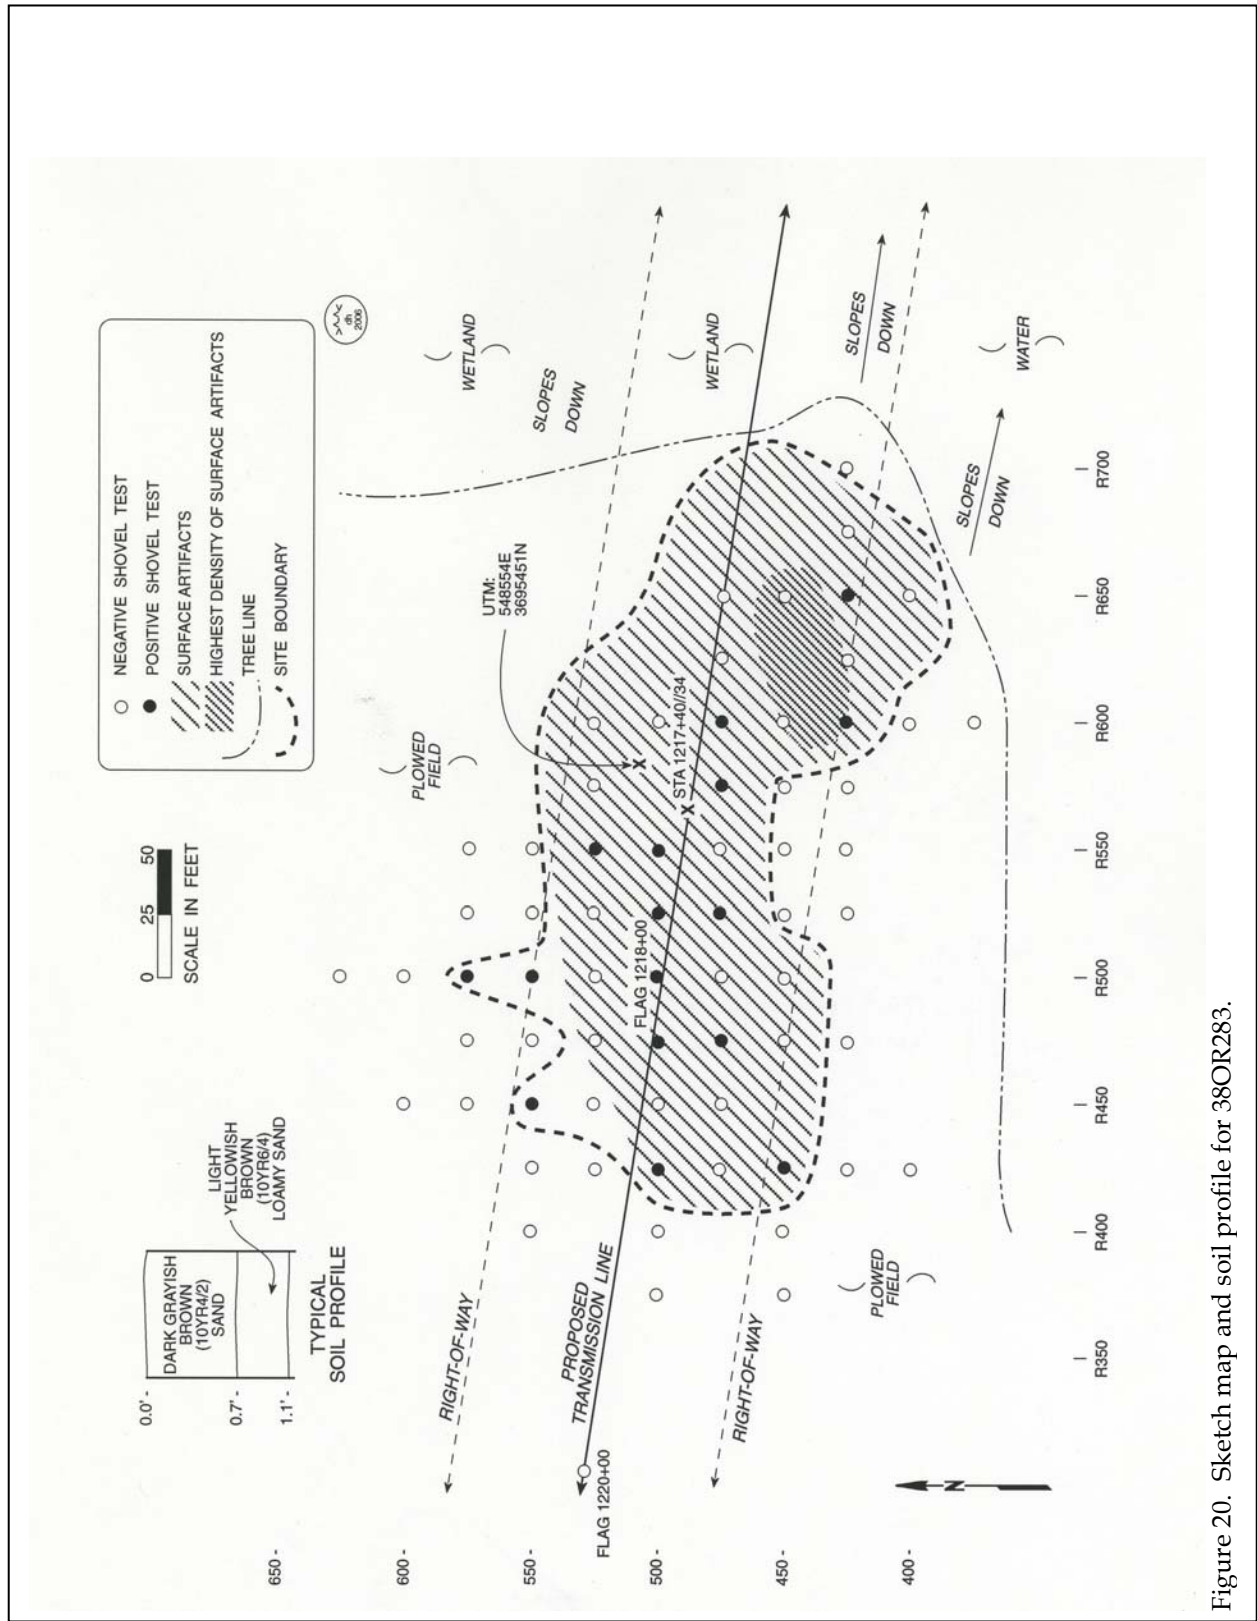 0.0'-
0.7'-
1.1'-
DARK GRAYISH
BROWN
(10YR4/2)
SAND
LIGHT
YELLOWISH
BROWN
(10YR6/4)
LOAMY SAND
TYPICAL
SOIL PROFILE
0 25 50
SCALE IN FEET
NEGATIVE SHOVEL TEST
POSITIVE SHOVEL TEST
SURFACE ARTIFACTS
HIGHEST DENSITY OF SURFACE ARTIFACTS
TREE LINE
SITE BOUNDARY
dh
2006
650-
600-
550-
500-
450-
400-
RIGHT-OF-WAY
PLOWED
FIELD
UTM:
548554E
3695451N
WETLAND
SLOPES
DOWN
PROPOSED
TRANSMISSION LINE
FLAG 1220+00
FLAG 1218+00
STA 1217+40//34
WETLAND
RIGHT-OF-WAY
SLOPES
DOWN
PLOWED
FIELD
SLOPES
DOWN
WATER
N
R350
R400
R450
R500
R550
R600
R650
R700
Figure 20. Sketch map and soil profile for 38OR283.